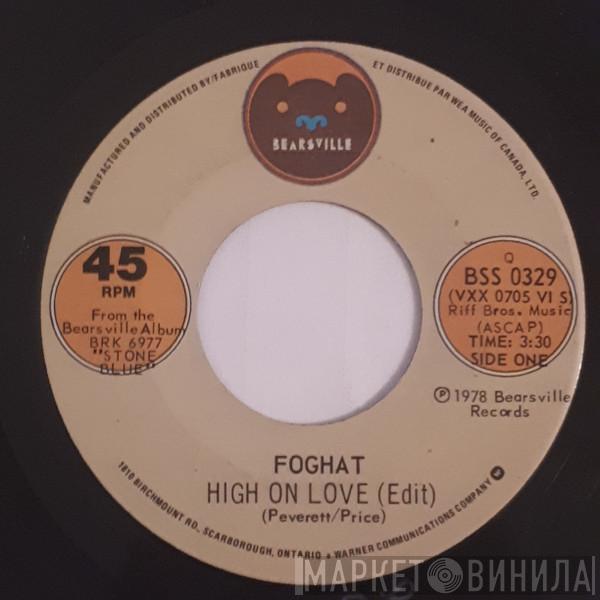 MANUFACTURED AND DISTRIBUTED BY/FABRIQUE
ET DISTRIBUE PAR WEA MUSIC OF CANADA, LTD.
BEARSVILLE
45
RPM
From the
Bearsville Album
BRK 6977
"STONE
BLUE"
Q
BSS 0329
(VXX 0705 VI S)
Riff Bros. Music
(ASCAP)
TIME: 3:30
SIDE ONE
℗ 1978 Bearsville
Records
FOGHAT
HIGH ON LOVE (Edit)
(Peverett/Price)
1810 BIRCHMOUNT RD., SCARBOROUGH, ONTARIO • A WARNER COMMUNICATIONS COMPANY
МАРКЕТ ВИНИЛА